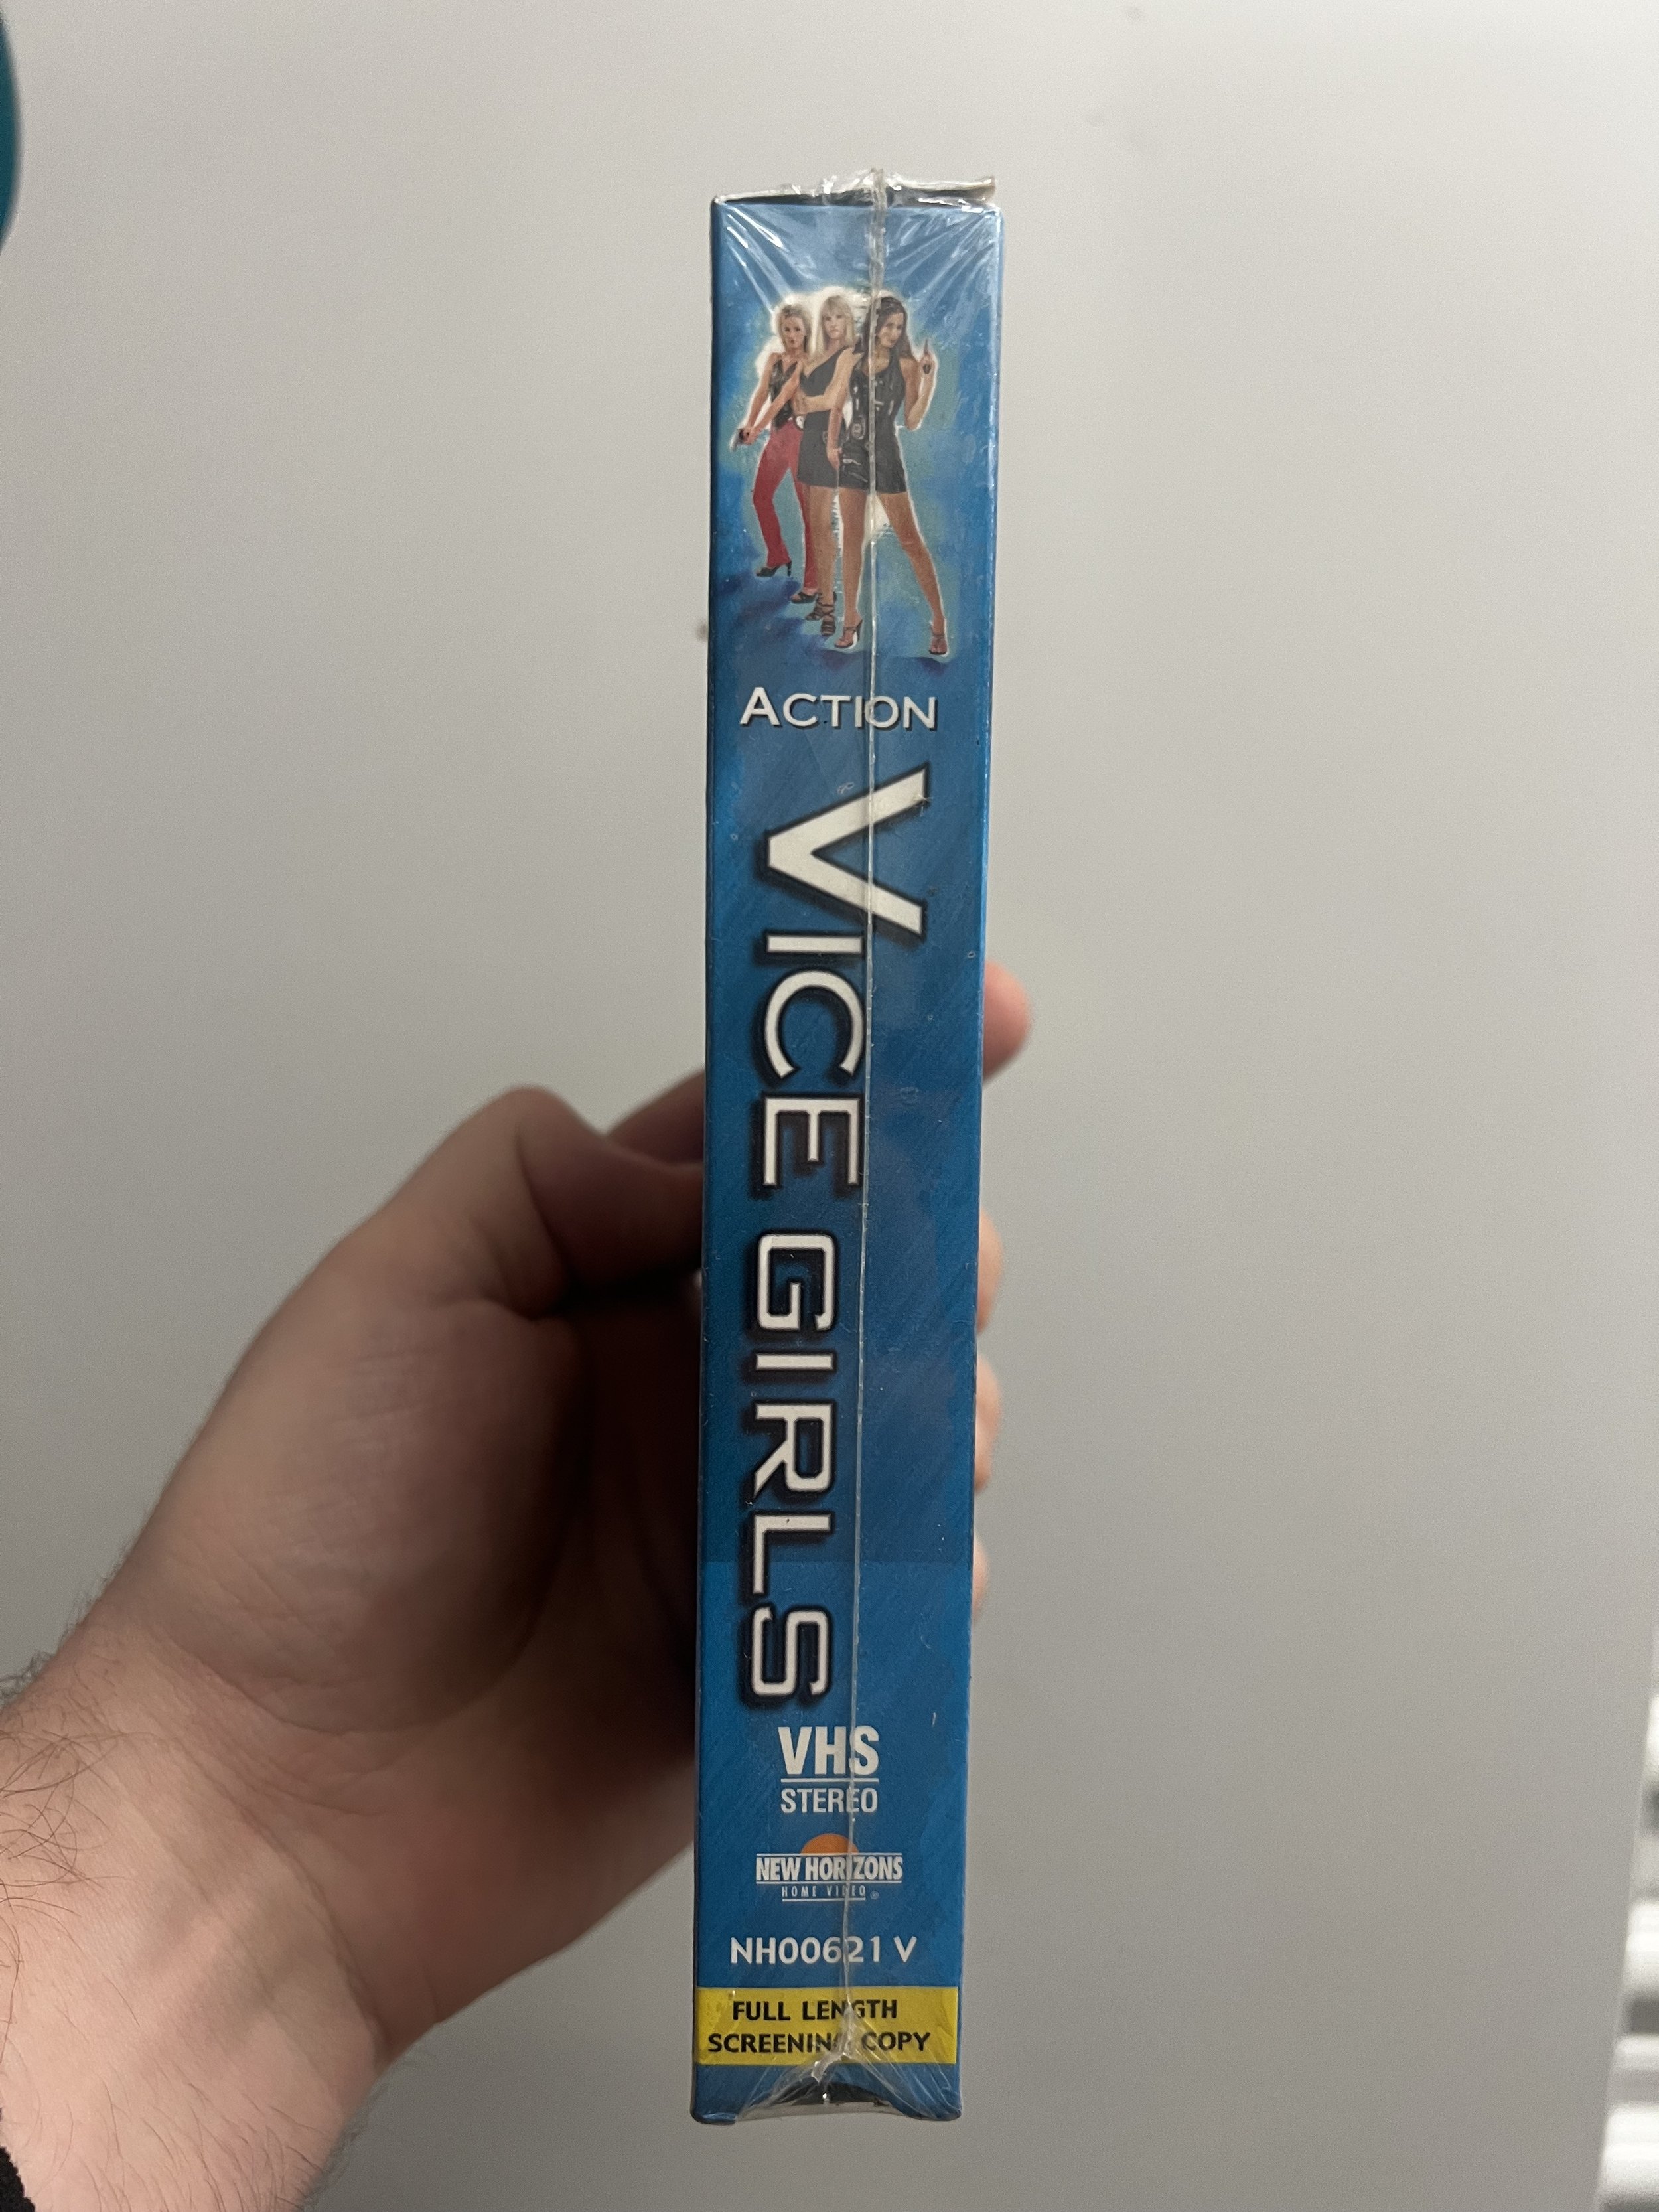 ACTION
VICE GIRLS
VHS
STEREO
NEW HORIZONS
HOME VIDEO ®
NH00621 V
FULL LENGTH
SCREENING COPY